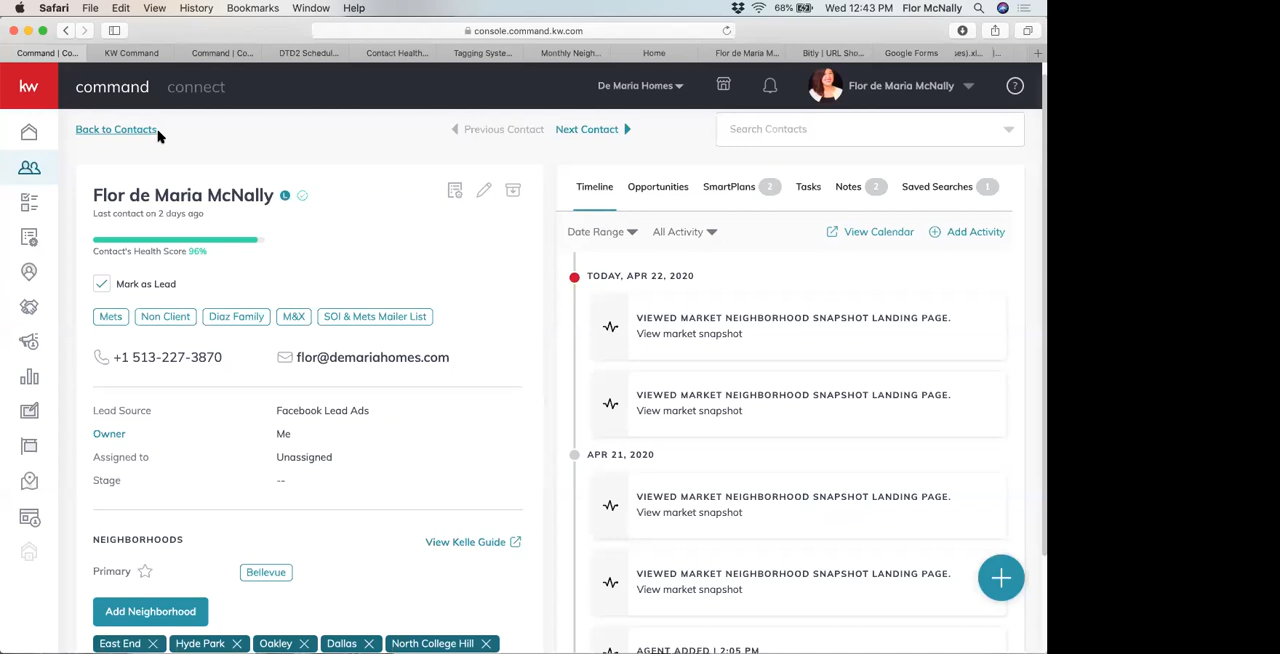 Safari File Edit View History Bookmarks Window Help 68% Wed 12:43 PM Flor McNally
console.command.kw.com
Command | Co... KW Command Command | Co... DTD2 Schedul... Contact Health... Tagging Syste... Monthly Neigh... Home Flor de Maria M... Bitly | URL Sho... Google Forms ses).xl...
kw command connect De Maria Homes Flor de Maria McNally ?
Back to Contacts Previous Contact Next Contact Search Contacts
Flor de Maria McNally L
Last contact on 2 days ago
Contact's Health Score 96%
Mark as Lead
Mets Non Client Diaz Family M&X SOI & Mets Mailer List
+1 513-227-3870 flor@demariahomes.com
Lead Source Facebook Lead Ads
Owner Me
Assigned to Unassigned
Stage --
NEIGHBORHOODS View Kelle Guide
Primary Bellevue
Add Neighborhood
East End Hyde Park Oakley Dallas North College Hill
Timeline Opportunities SmartPlans 2 Tasks Notes 2 Saved Searches 1
Date Range All Activity View Calendar Add Activity
TODAY, APR 22, 2020
VIEWED MARKET NEIGHBORHOOD SNAPSHOT LANDING PAGE.
View market snapshot
VIEWED MARKET NEIGHBORHOOD SNAPSHOT LANDING PAGE.
View market snapshot
APR 21, 2020
VIEWED MARKET NEIGHBORHOOD SNAPSHOT LANDING PAGE.
View market snapshot
VIEWED MARKET NEIGHBORHOOD SNAPSHOT LANDING PAGE.
View market snapshot
AGENT ADDED | 2:05 PM